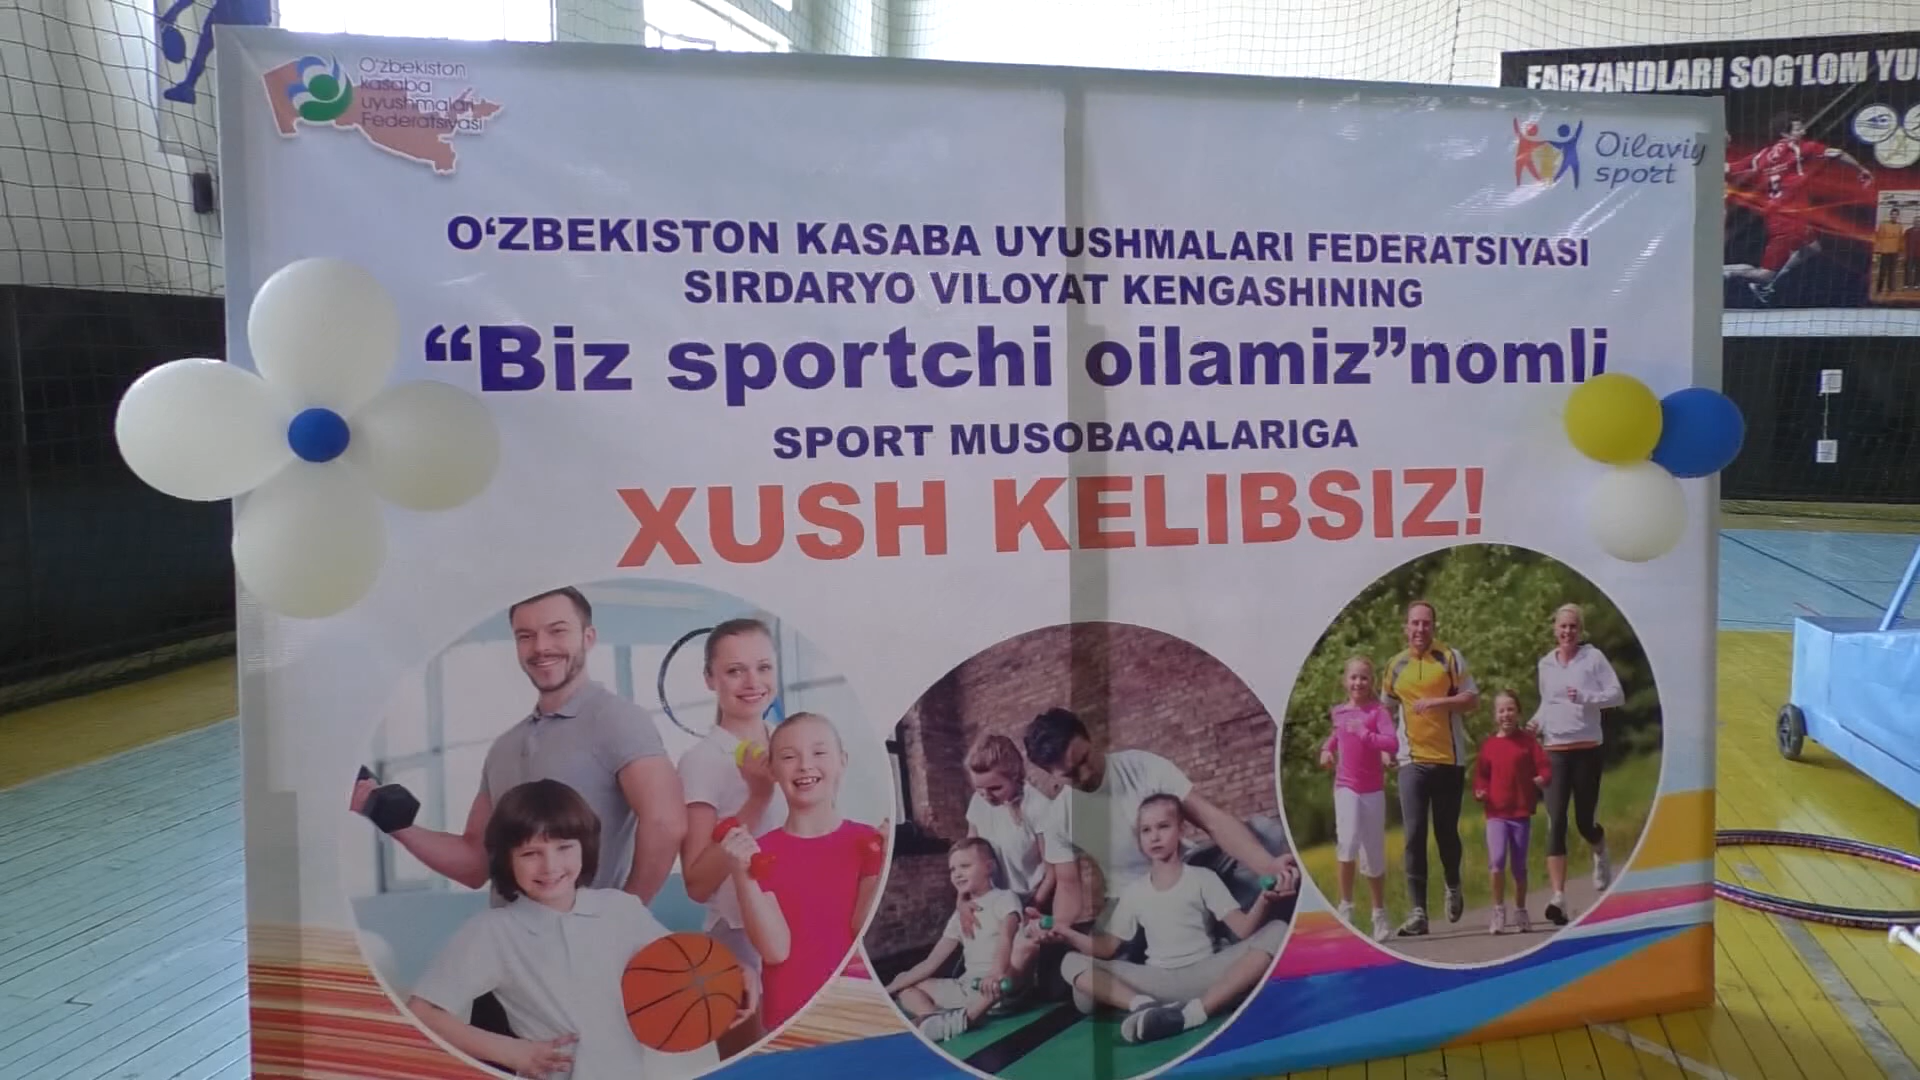 O'zbekiston
kasaba
uyushmalari
Federatsiyasi
FARZANDLARI SOG‘LOM YU
Oilaviy
sport
O‘ZBEKISTON KASABA UYUSHMALARI FEDERATSIYASI
SIRDARYO VILOYAT KENGASHINING
“Biz sportchi oilamiz”nomli
SPORT MUSOBAQALARIGA
XUSH KELIBSIZ!